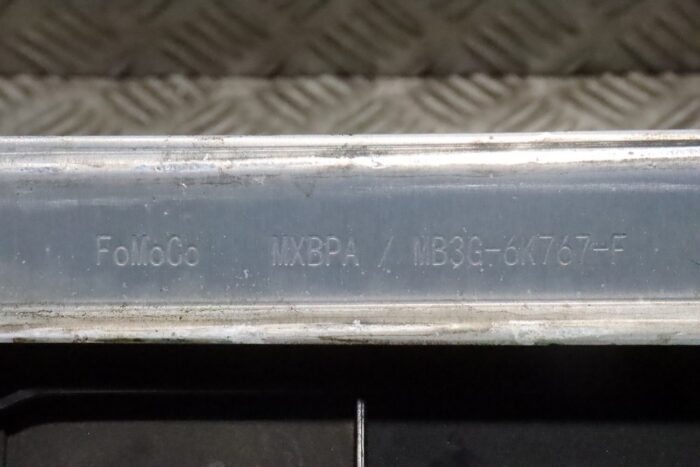 FoMoCo MXBPA / MB3G-6K767-F